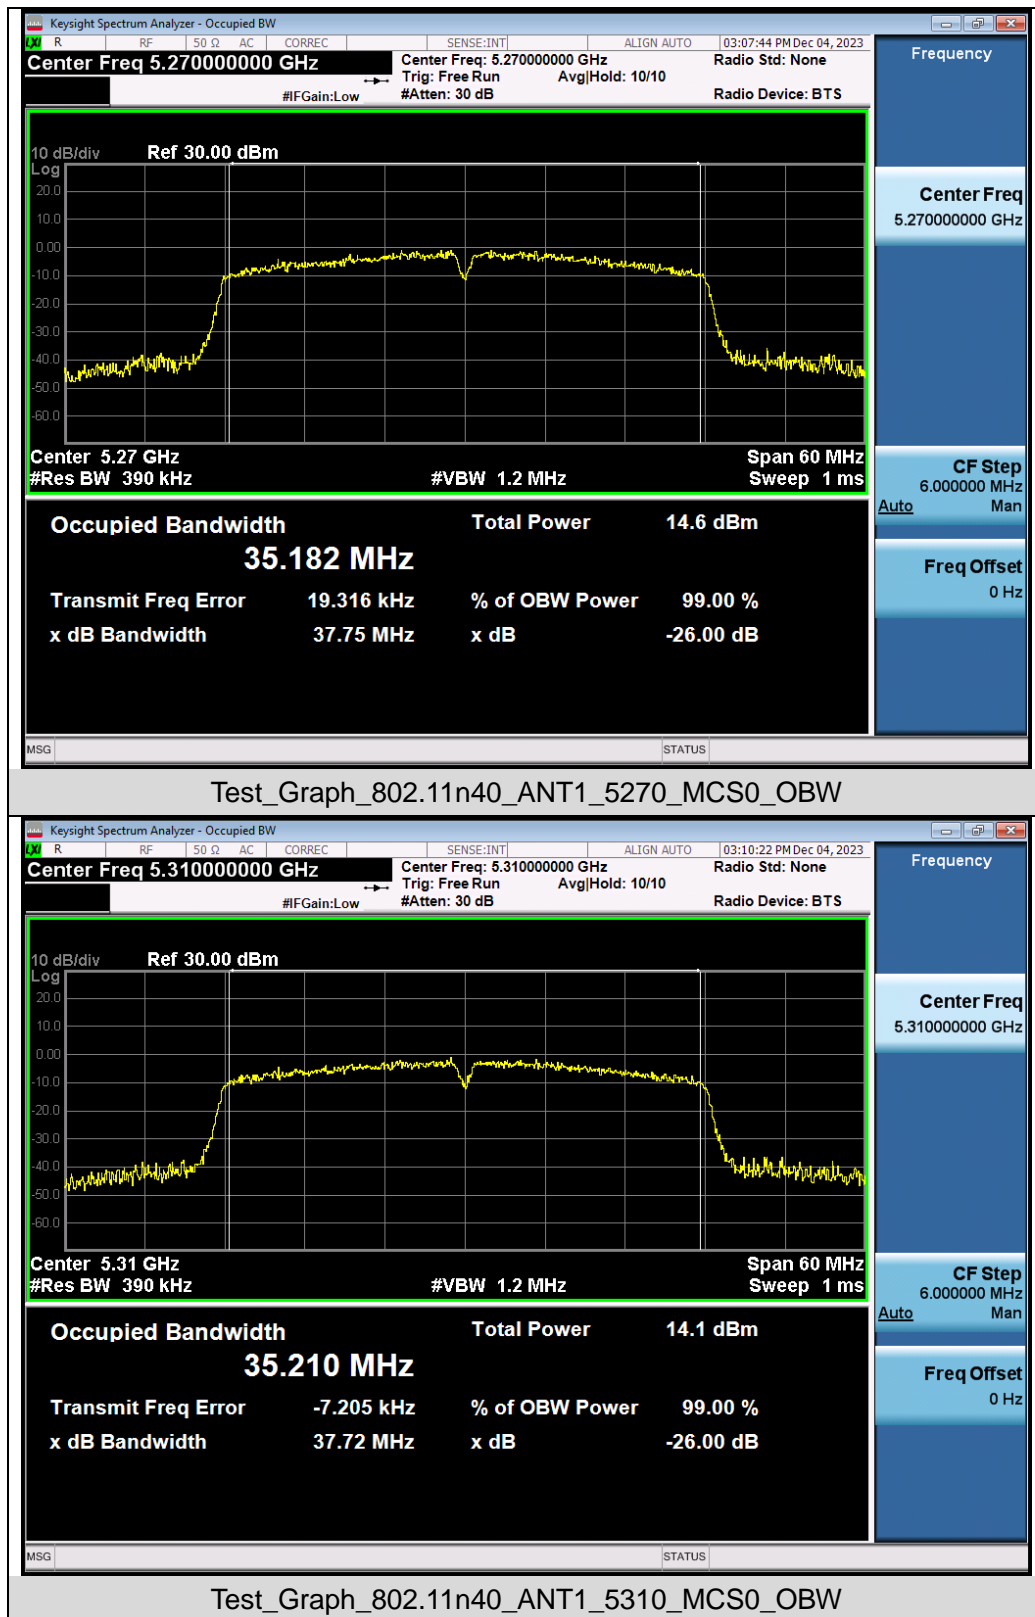 Keysight Spectrum Analyzer - Occupied BW
LXI R RF 50 Ω AC CORREC SENSE:INT ALIGN AUTO 03:07:44 PM Dec 04, 2023
Center Freq 5.270000000 GHz
Center Freq: 5.270000000 GHz Radio Std: None
Trig: Free Run Avg|Hold: 10/10
#IFGain:Low #Atten: 30 dB Radio Device: BTS
10 dB/div Ref 30.00 dBm
Log
20.0
10.0
0.00
-10.0
-20.0
-30.0
-40.0
-50.0
-60.0
Center 5.27 GHz Span 60 MHz
#Res BW 390 kHz #VBW 1.2 MHz Sweep 1 ms
Occupied Bandwidth Total Power 14.6 dBm
35.182 MHz
Transmit Freq Error 19.316 kHz % of OBW Power 99.00 %
x dB Bandwidth 37.75 MHz x dB -26.00 dB
MSG STATUS
Frequency
Center Freq
5.270000000 GHz
CF Step
6.000000 MHz
Auto Man
Freq Offset
0 Hz
Test_Graph_802.11n40_ANT1_5270_MCS0_OBW
Keysight Spectrum Analyzer - Occupied BW
LXI R RF 50 Ω AC CORREC SENSE:INT ALIGN AUTO 03:10:22 PM Dec 04, 2023
Center Freq 5.310000000 GHz
Center Freq: 5.310000000 GHz Radio Std: None
Trig: Free Run Avg|Hold: 10/10
#IFGain:Low #Atten: 30 dB Radio Device: BTS
10 dB/div Ref 30.00 dBm
Log
20.0
10.0
0.00
-10.0
-20.0
-30.0
-40.0
-50.0
-60.0
Center 5.31 GHz Span 60 MHz
#Res BW 390 kHz #VBW 1.2 MHz Sweep 1 ms
Occupied Bandwidth Total Power 14.1 dBm
35.210 MHz
Transmit Freq Error -7.205 kHz % of OBW Power 99.00 %
x dB Bandwidth 37.72 MHz x dB -26.00 dB
MSG STATUS
Frequency
Center Freq
5.310000000 GHz
CF Step
6.000000 MHz
Auto Man
Freq Offset
0 Hz
Test_Graph_802.11n40_ANT1_5310_MCS0_OBW